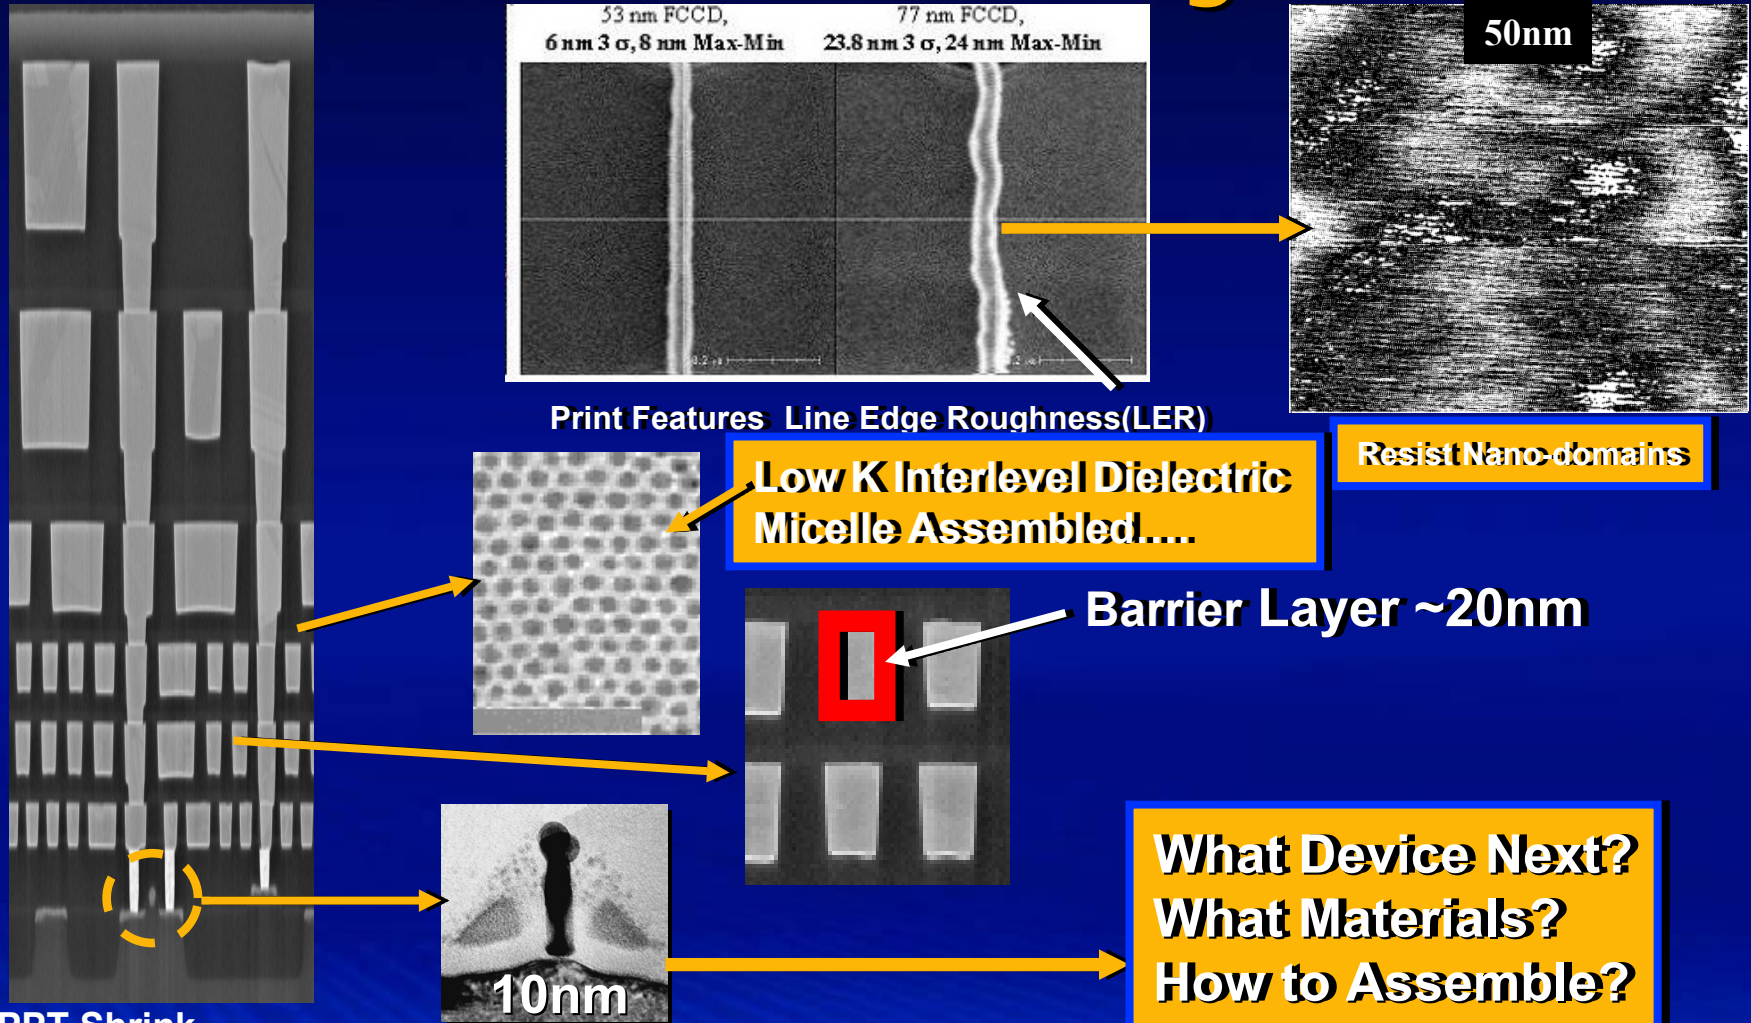 53 nm FCCD,
6 nm 3 σ, 8 nm Max-Min
77 nm FCCD,
23.8 nm 3 σ, 24 nm Max-Min
50nm
Print Features Line Edge Roughness(LER)
Resist Nano-domains
Low K Interlevel Dielectric
Micelle Assembled.....
Barrier Layer ~20nm
10nm
What Device Next?
What Materials?
How to Assemble?
Shrink